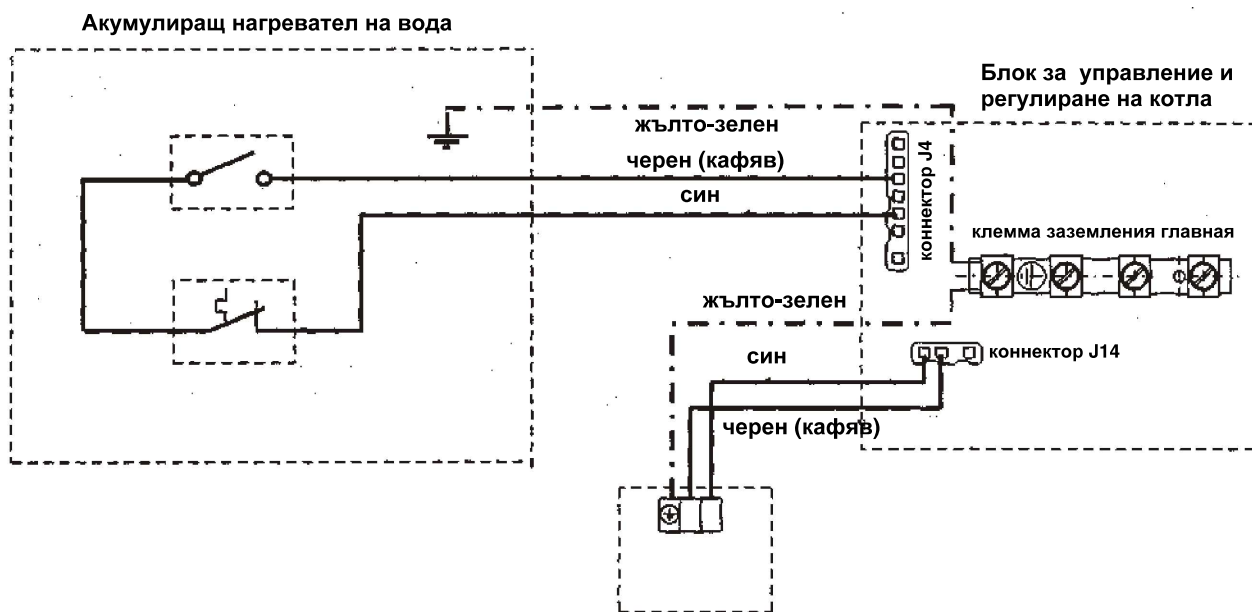 Акумулиращ нагревател на вода
Блок за управление и
регулиране на котла
жълто-зелен
черен (кафяв)
син
коннектор J4
клемма заземления главная
жълто-зелен
син
коннектор J14
черен (кафяв)